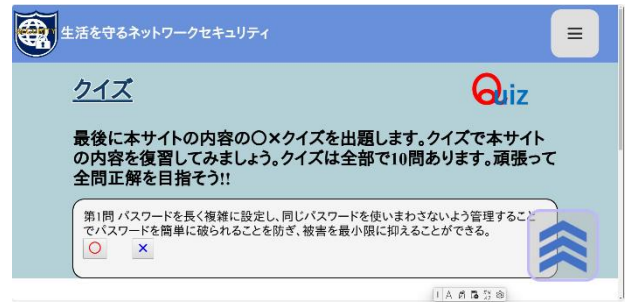 SECURITY
生活を守るネットワークセキュリティ
クイズ
Quiz
最後に本サイトの内容の〇×クイズを出題します。クイズで本サイト
の内容を復習してみましょう。クイズは全部で10問あります。頑張って
全問正解を目指そう!!
第1問 パスワードを長く複雑に設定し、同じパスワードを使いまわさないよう管理すること
でパスワードを簡単に破られることを防ぎ、被害を最小限に抑えることができる。
〇 ×